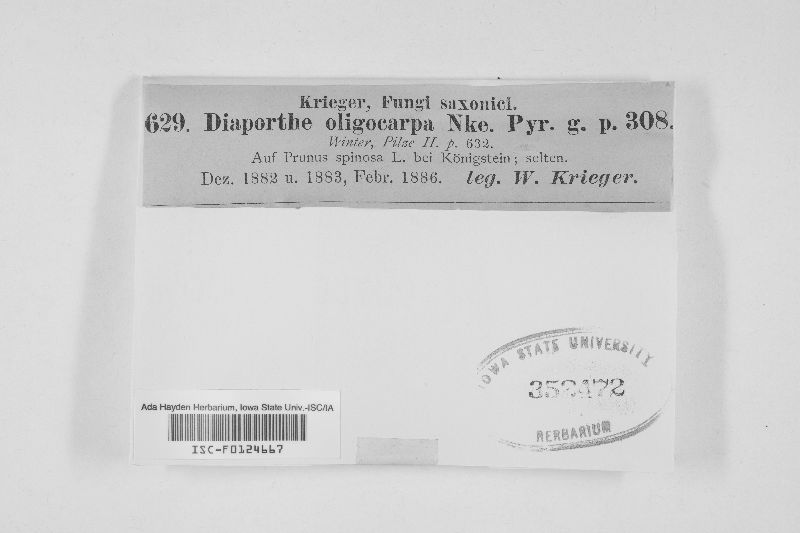 Krieger, Fungi saxonici.
629. Diaporthe oligocarpa Nke. Pyr. g. p. 308.
Winter, Pilze II. p. 632.
Auf Prunus spinosa L. bei Königstein; selten.
Dez. 1882 u. 1883, Febr. 1886. leg. W. Krieger.
IOWA STATE UNIVERSITY
HERBARIUM
Ada Hayden Herbarium, Iowa State Univ.-ISC/IA
ISC-F0124667